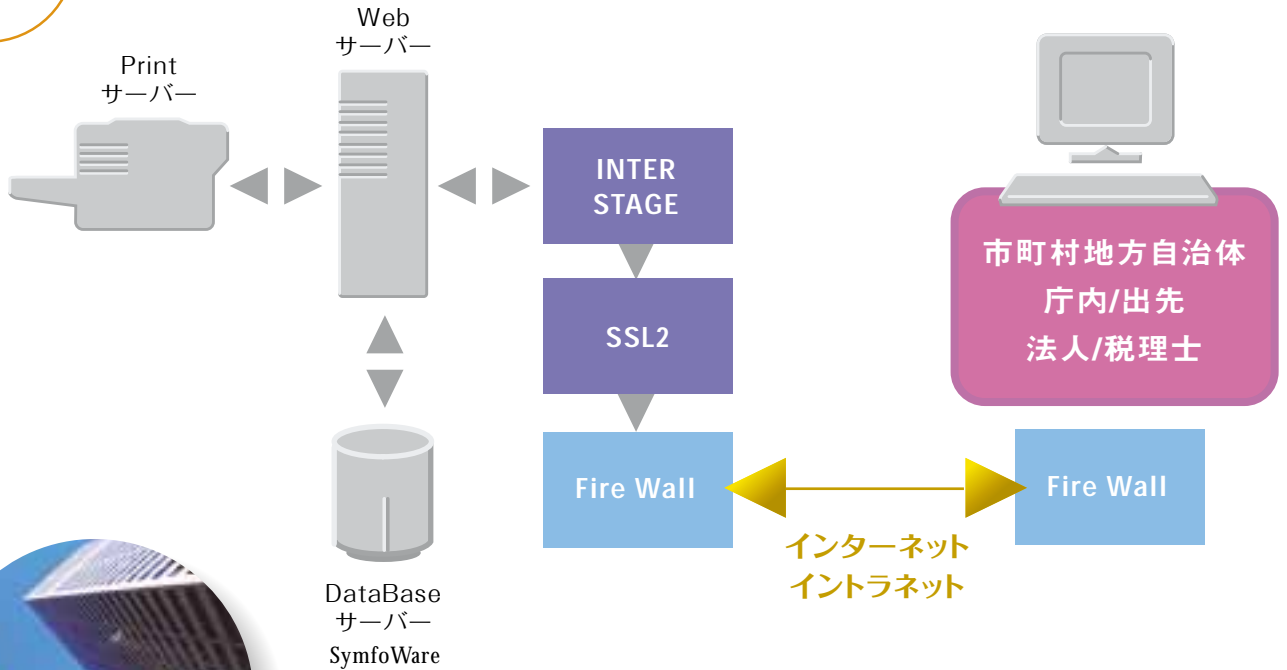 Web
サーバー
Print
サーバー
INTER
STAGE
SSL2
Fire Wall
DataBase
サーバー
SymfoWare
インターネット
イントラネット
市町村地方自治体
庁内/出先
法人/税理士
Fire Wall